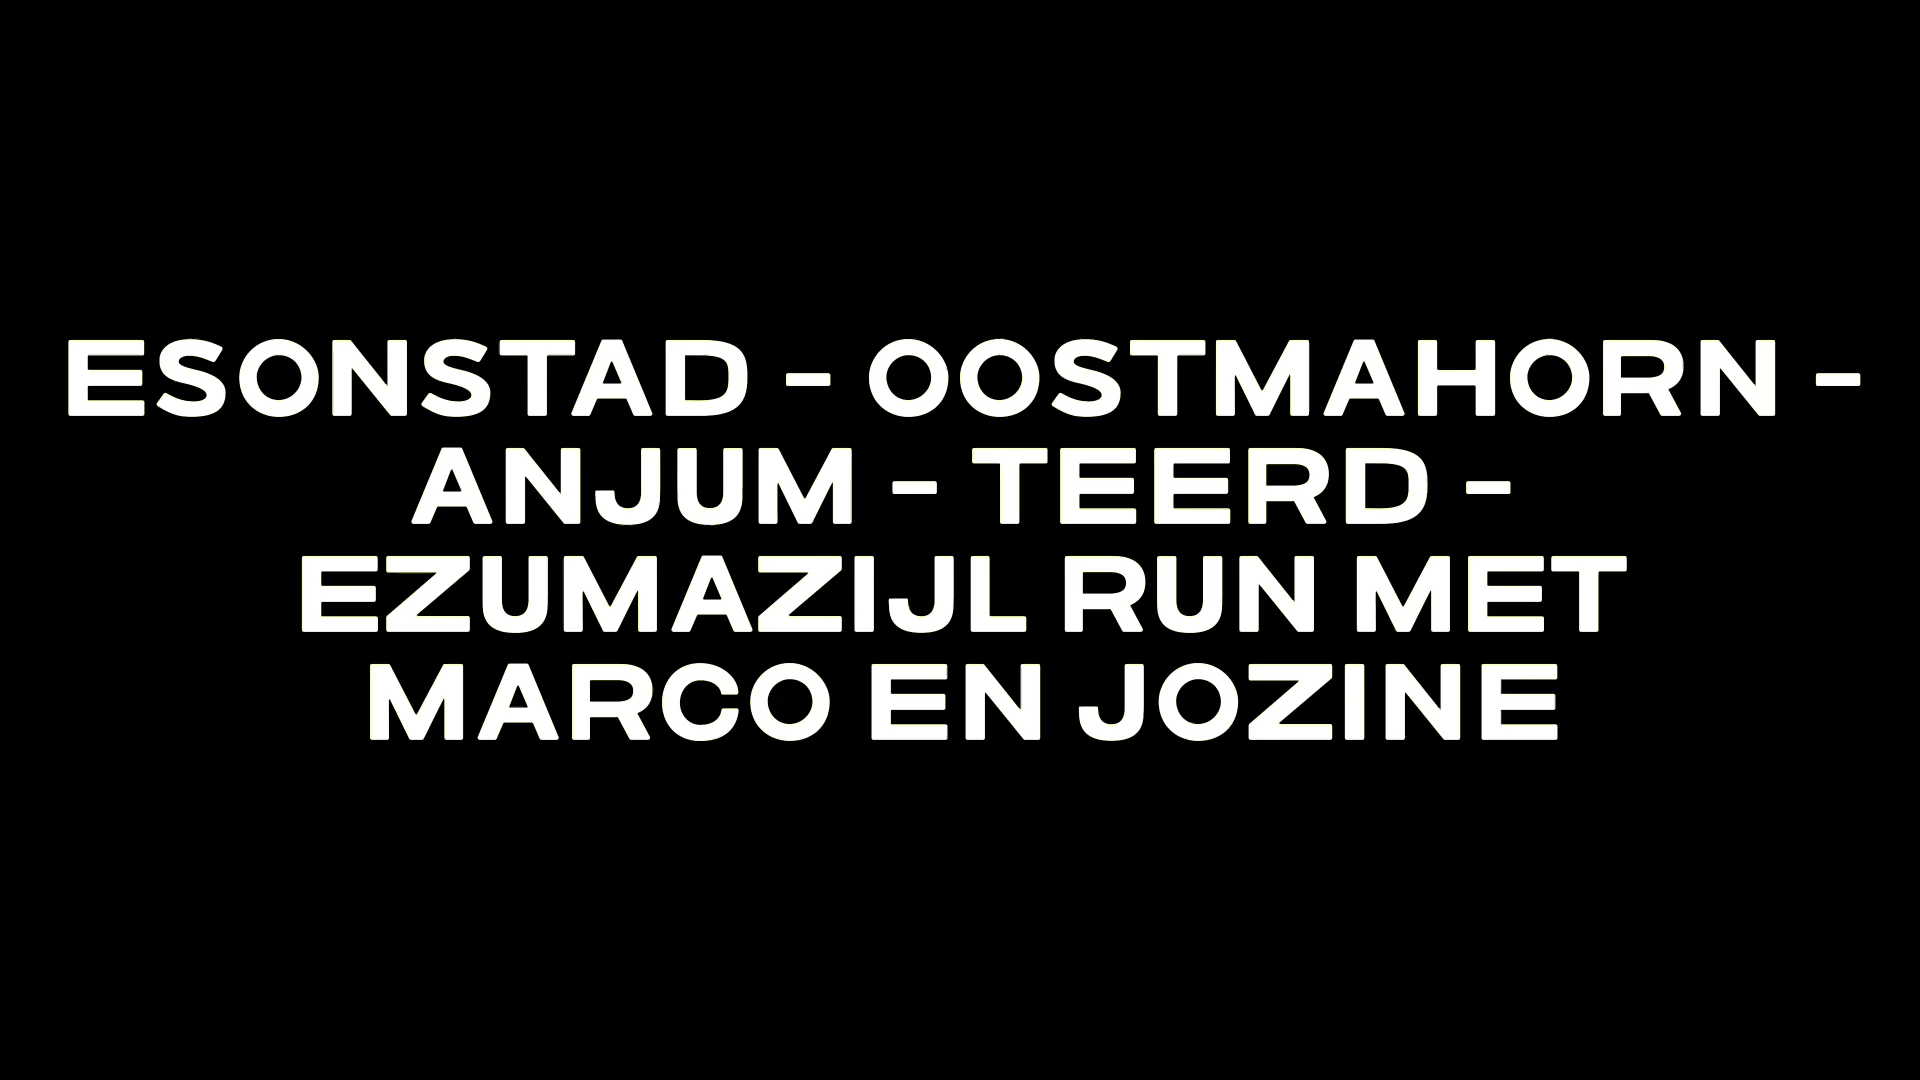 ESONSTAD - OOSTMAHORN -
ANJUM - TEERD -
EZUMAZIJL RUN MET
MARCO EN JOZINE